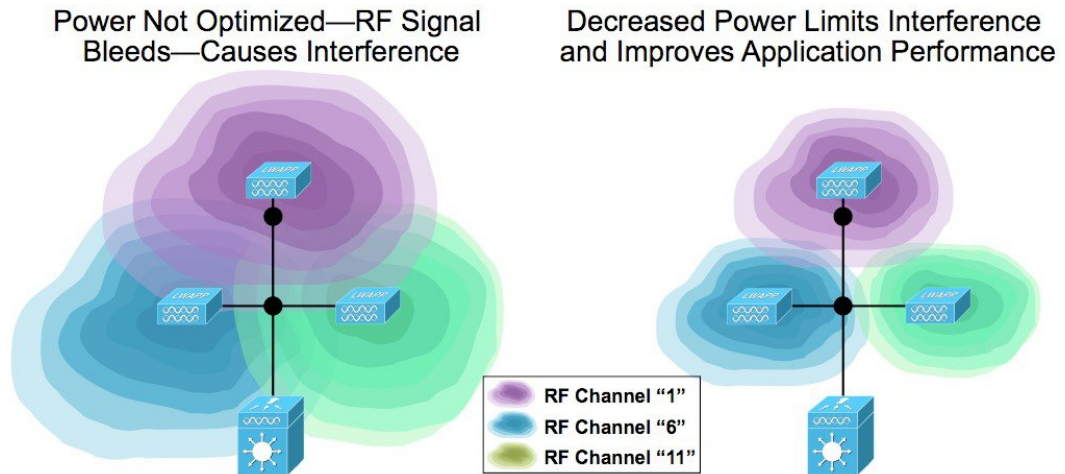 Power Not Optimized—RF Signal
Bleeds—Causes Interference
Decreased Power Limits Interference
and Improves Application Performance
LWAPP
LWAPP
LWAPP
LWAPP
LWAPP
LWAPP
RF Channel “1”
RF Channel “6”
RF Channel “11”